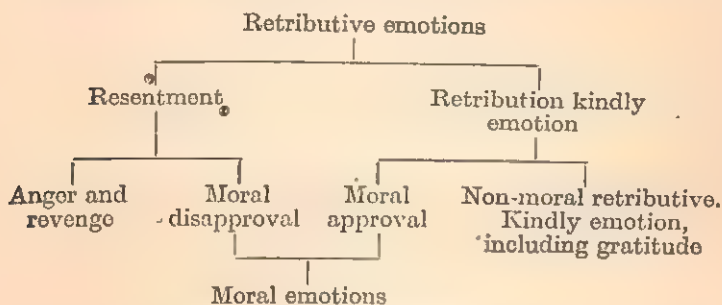 Retributive emotions
Resentment
Retribution kindly
emotion
Anger and
revenge
Moral
disapproval
Moral
approval
Non-moral retributive.
Kindly emotion,
including gratitude
Moral emotions